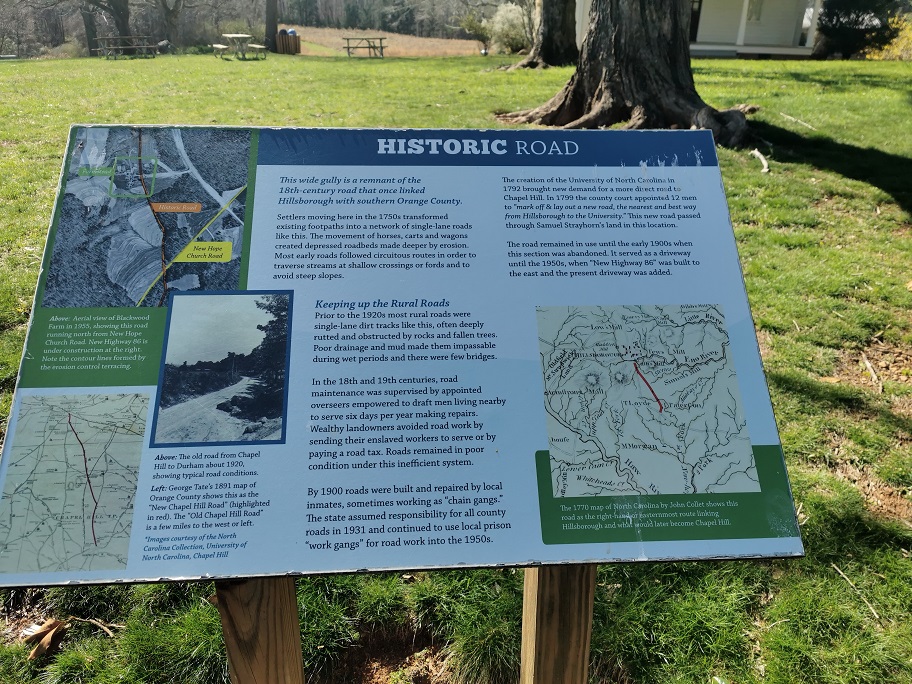 HISTORIC ROAD
This wide gully is a remnant of the
18th-century road that once linked
Hillsborough with southern Orange County.
Settlers moving here in the 1750s transformed
existing footpaths into a network of single-lane roads
like this. The movement of horses, carts and wagons
created depressed roadbeds made deeper by erosion.
Most early roads followed circuitous routes in order to
traverse streams at shallow crossings or fords and to
avoid steep slopes.
The creation of the University of North Carolina in
1792 brought new demand for a more direct road to
Chapel Hill. In 1799 the county court appointed 12 men
to "mark off & lay out a new road, the nearest and best way
from Hillsborough to the University." This new road passed
through Samuel Strayhorn's land in this location.
The road remained in use until the early 1900s when
this section was abandoned. It served as a driveway
until the 1950s, when "New Highway 86" was built to
the east and the present driveway was added.
Historic Road
New Hope
Church Road
Above: Aerial view of Blackwood
Farm in 1955, showing this road
running north from New Hope
Church Road. New Highway 86 is
under construction at the right.
Note the contour lines formed by
the erosion control terracing.
Keeping up the Rural Roads
Prior to the 1920s most rural roads were
single-lane dirt tracks like this, often deeply
rutted and obstructed by rocks and fallen trees.
Poor drainage and mud made them impassable
during wet periods and there were few bridges.
In the 18th and 19th centuries, road
maintenance was supervised by appointed
overseers empowered to draft men living nearby
to serve six days per year making repairs.
Wealthy landowners avoided road work by
sending their enslaved workers to serve or by
paying a road tax. Roads remained in poor
condition under this inefficient system.
By 1900 roads were built and repaired by local
inmates, sometimes working as "chain gangs."
The state assumed responsibility for all county
roads in 1931 and continued to use local prison
"work gangs" for road work into the 1950s.
Above: The old road from Chapel
Hill to Durham about 1920,
showing typical road conditions.
Left: George Tate's 1891 map of
Orange County shows this as the
"New Chapel Hill Road" (highlighted
in red). The "Old Chapel Hill Road"
is a few miles to the west or left.
*Images courtesy of the North
Carolina Collection, University of
North Carolina, Chapel Hill
HILLSBOROUGH
McMorgan
The 1770 map of North Carolina by John Collet shows this
road as the right-hand or easternmost route linking
Hillsborough and what would later become Chapel Hill.